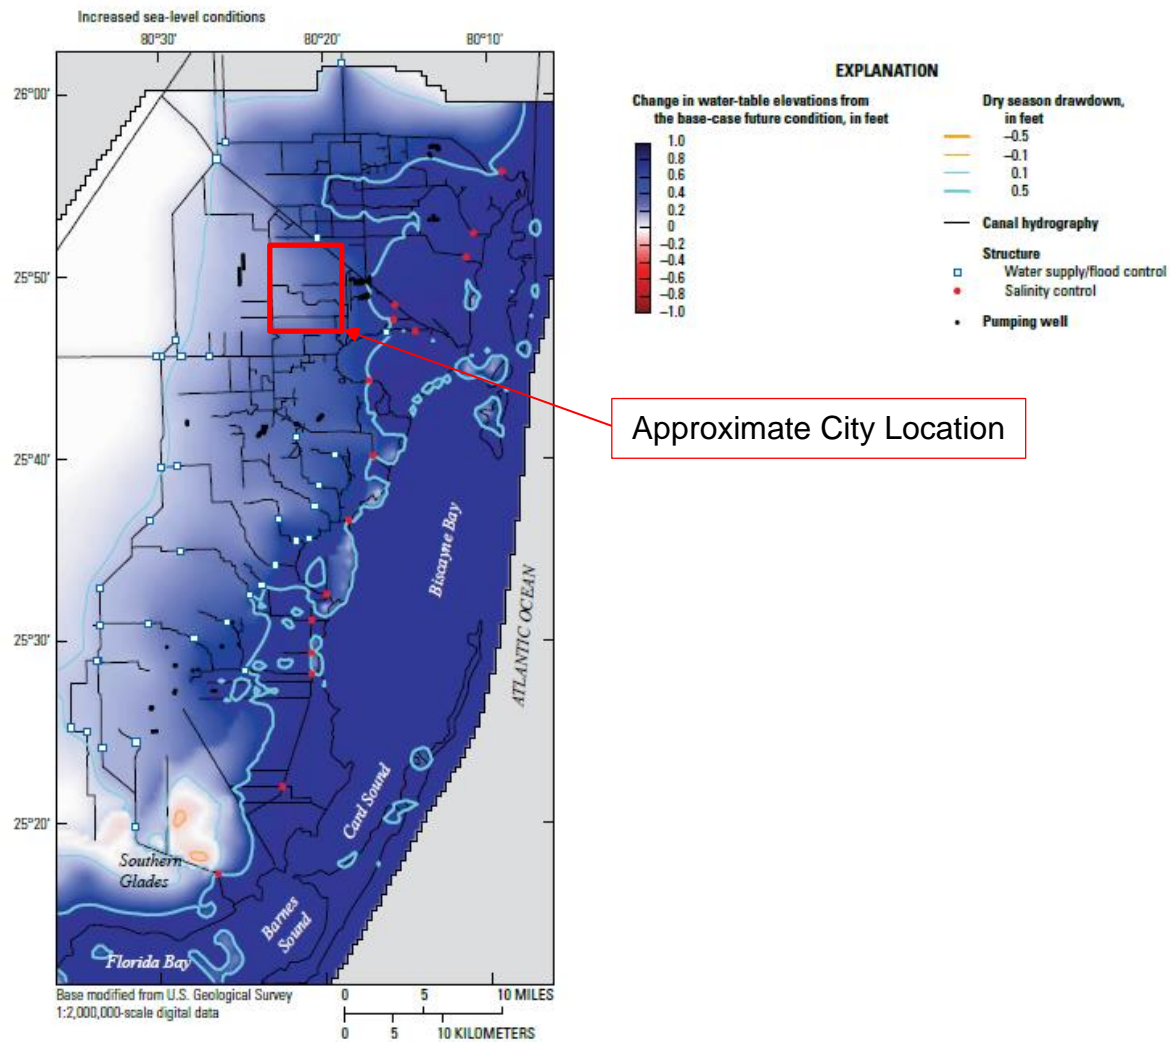 Increased sea-level conditions
80°30' 80°20' 80°10'
26°00'
25°50'
25°40'
25°30'
25°20'
Biscayne Bay
ATLANTIC OCEAN
Card Sound
Southern
Glades
Barnes
Sound
Florida Bay
Base modified from U.S. Geological Survey
1:2,000,000-scale digital data
0 5 10 MILES
0 5 10 KILOMETERS
EXPLANATION
Change in water-table elevations from
the base-case future condition, in feet
1.0
0.8
0.6
0.4
0.2
0
−0.2
−0.4
−0.6
−0.8
−1.0
Dry season drawdown,
in feet
−0.5
−0.1
0.1
0.5
Canal hydrography
Structure
Water supply/flood control
Salinity control
Pumping well
Approximate City Location